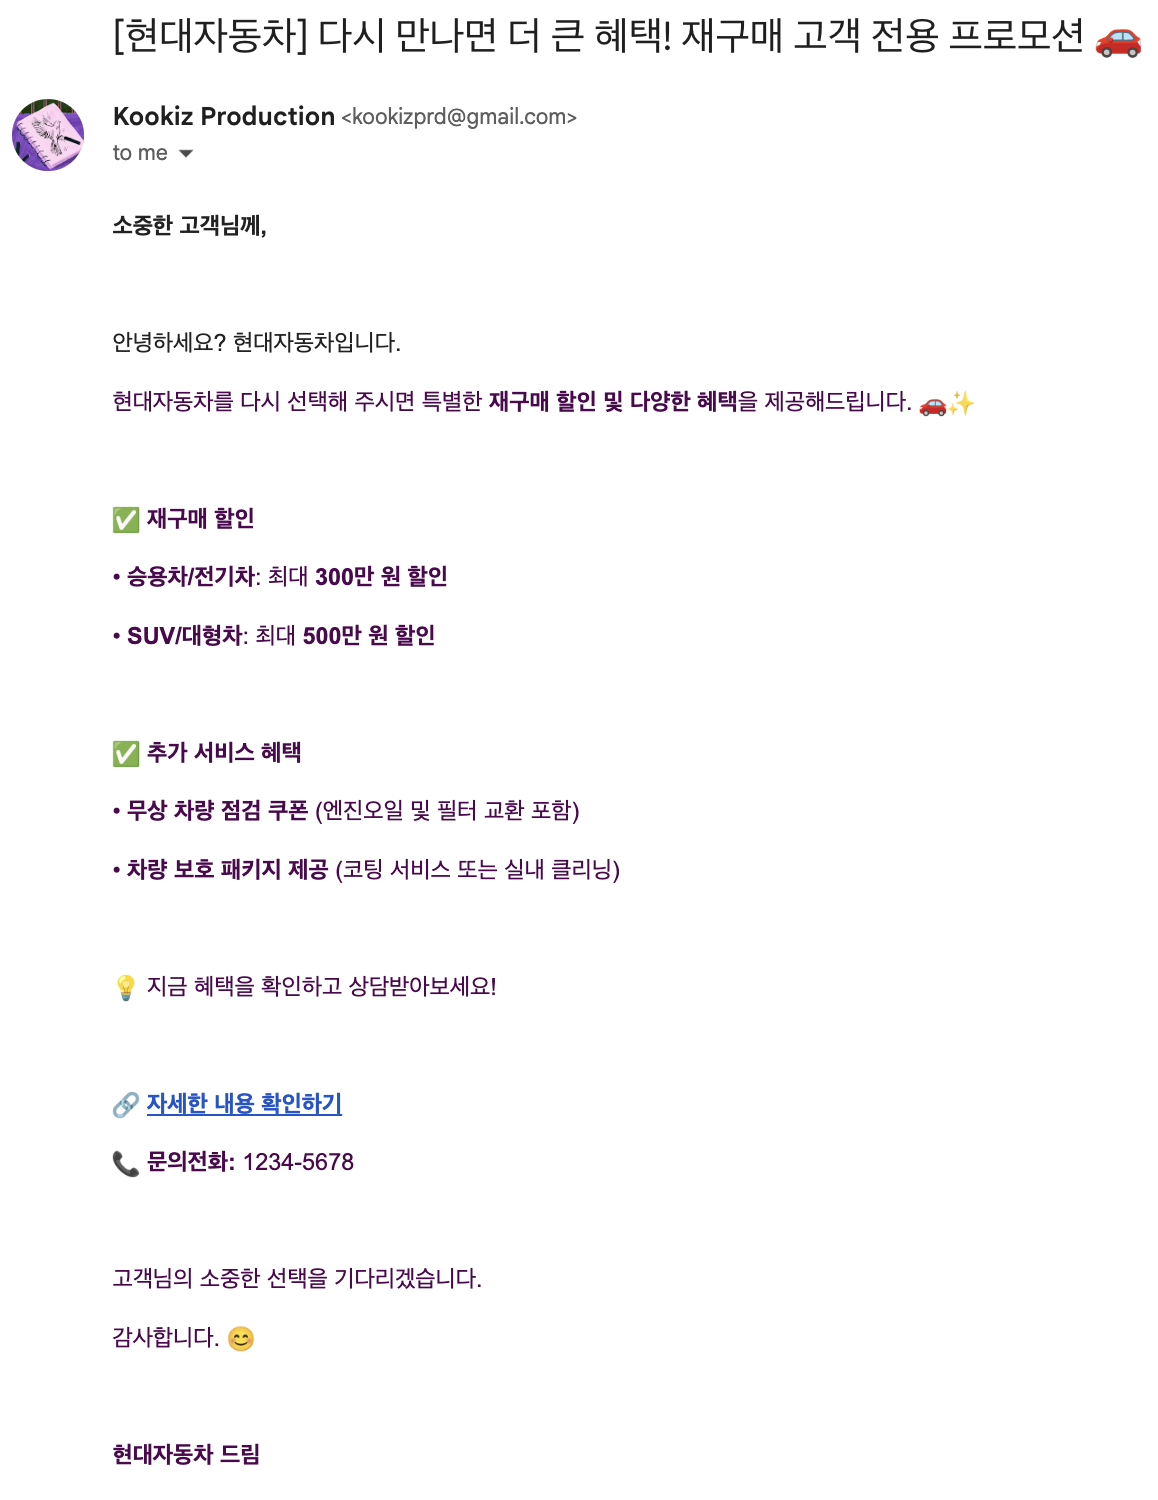 [현대자동차] 다시 만나면 더 큰 혜택! 재구매 고객 전용 프로모션 🚗
Kookiz Production <kookizprd@gmail.com>
to me
소중한 고객님께,
안녕하세요? 현대자동차입니다.
현대자동차를 다시 선택해 주시면 특별한 재구매 할인 및 다양한 혜택을 제공해드립니다. 🚗✨
✅ 재구매 할인
• 승용차/전기차: 최대 300만 원 할인
• SUV/대형차: 최대 500만 원 할인
✅ 추가 서비스 혜택
• 무상 차량 점검 쿠폰 (엔진오일 및 필터 교환 포함)
• 차량 보호 패키지 제공 (코팅 서비스 또는 실내 클리닝)
💡 지금 혜택을 확인하고 상담받아보세요!
🔗 자세한 내용 확인하기
📞 문의전화: 1234-5678
고객님의 소중한 선택을 기다리겠습니다.
감사합니다. 😊
현대자동차 드림